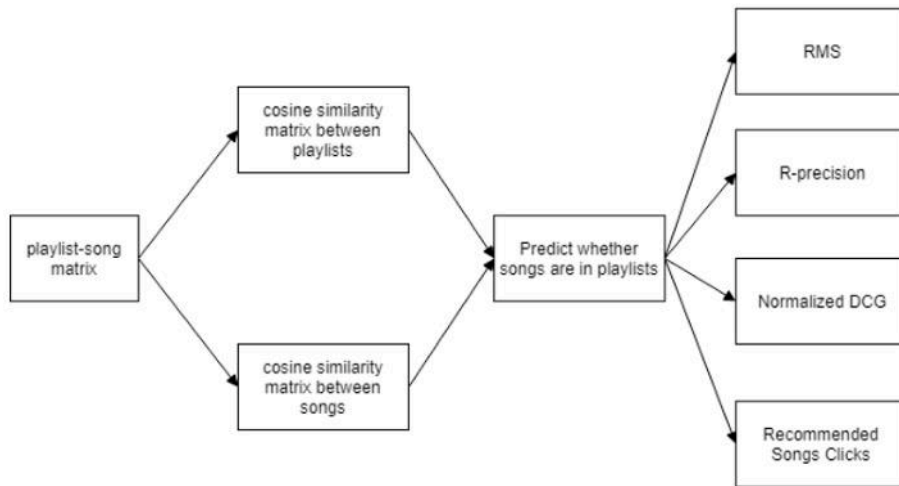 playlist-song
matrix
cosine similarity
matrix between
playlists
cosine similarity
matrix between
songs
Predict whether
songs are in playlists
RMS
R-precision
Normalized DCG
Recommended
Songs Clicks